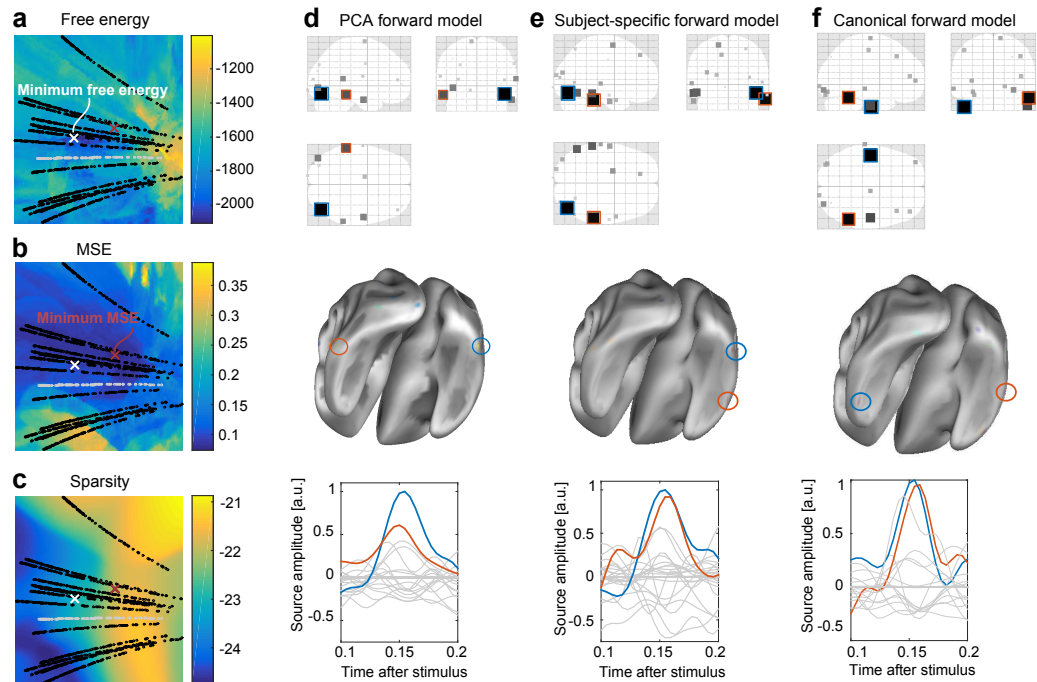 a
Free energy
Minimum free energy
-1200
-1400
-1600
-1800
-2000
b
MSE
Minimum MSE
0.35
0.3
0.25
0.2
0.15
0.1
c
Sparsity
-21
-22
-23
-24
d
PCA forward model
Source amplitude [a.u.]
1
0.5
0
-0.5
0.1
0.15
0.2
Time after stimulus
e
Subject-specific forward model
Source amplitude [a.u.]
1
0.5
0
-0.5
0.1
0.15
0.2
Time after stimulus
f
Canonical forward model
Source amplitude [a.u.]
1
0.5
0
-0.5
0.1
0.15
0.2
Time after stimulus